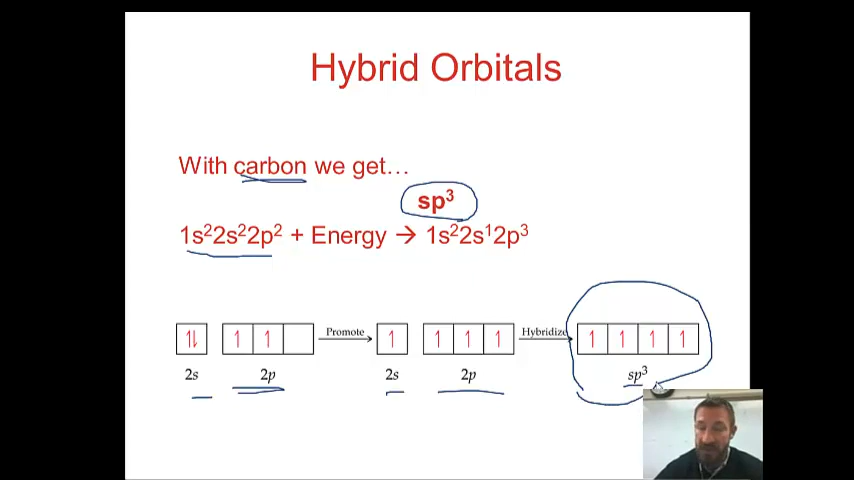 Hybrid Orbitals
With carbon we get…
sp³
1s²2s²2p² + Energy → 1s²2s¹2p³
Promote
Hybridize
2s 2p 2s 2p sp³